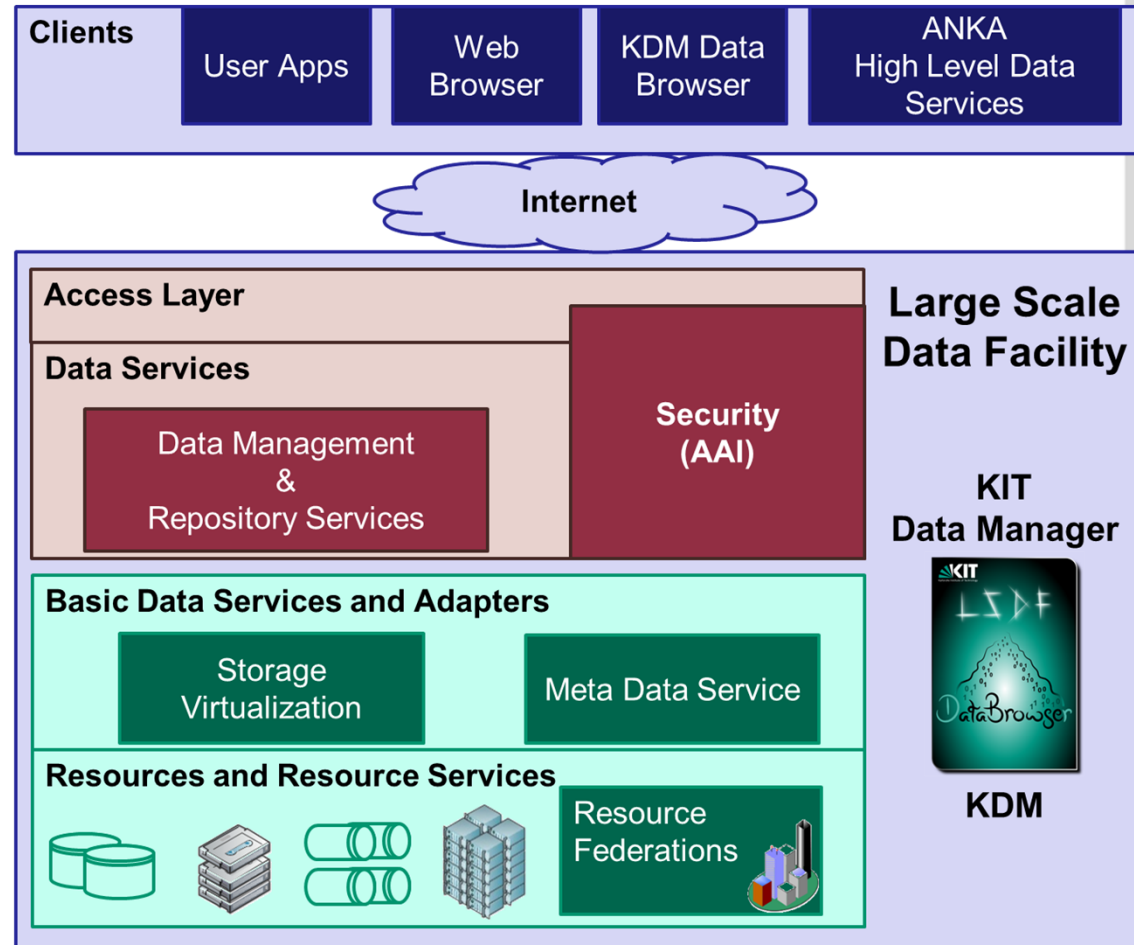 Clients
User Apps
Web
Browser
KDM Data
Browser
ANKA
High Level Data
Services
Internet
Access Layer
Data Services
Data Management
&
Repository Services
Security
(AAI)
Large Scale
Data Facility
KIT
Data Manager
KIT
LSDF
DataBrowser
KDM
Basic Data Services and Adapters
Storage
Virtualization
Meta Data Service
Resources and Resource Services
Resource
Federations